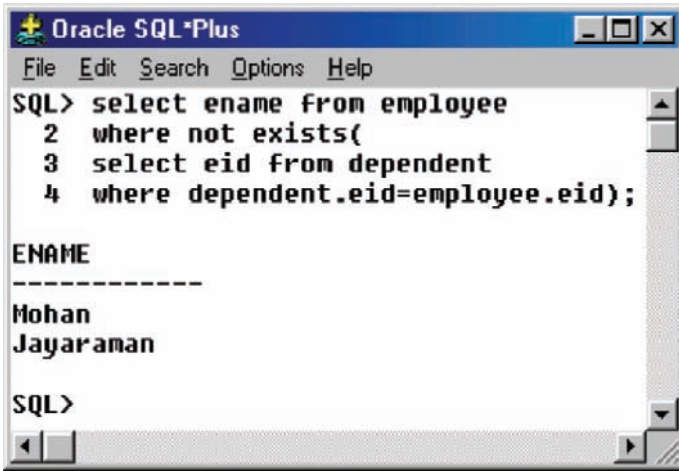 Oracle SQL*Plus
File Edit Search Options Help
SQL> select ename from employee
2 where not exists(
3 select eid from dependent
4 where dependent.eid=employee.eid);
ENAME
-------------
Mohan
Jayaraman
SQL>